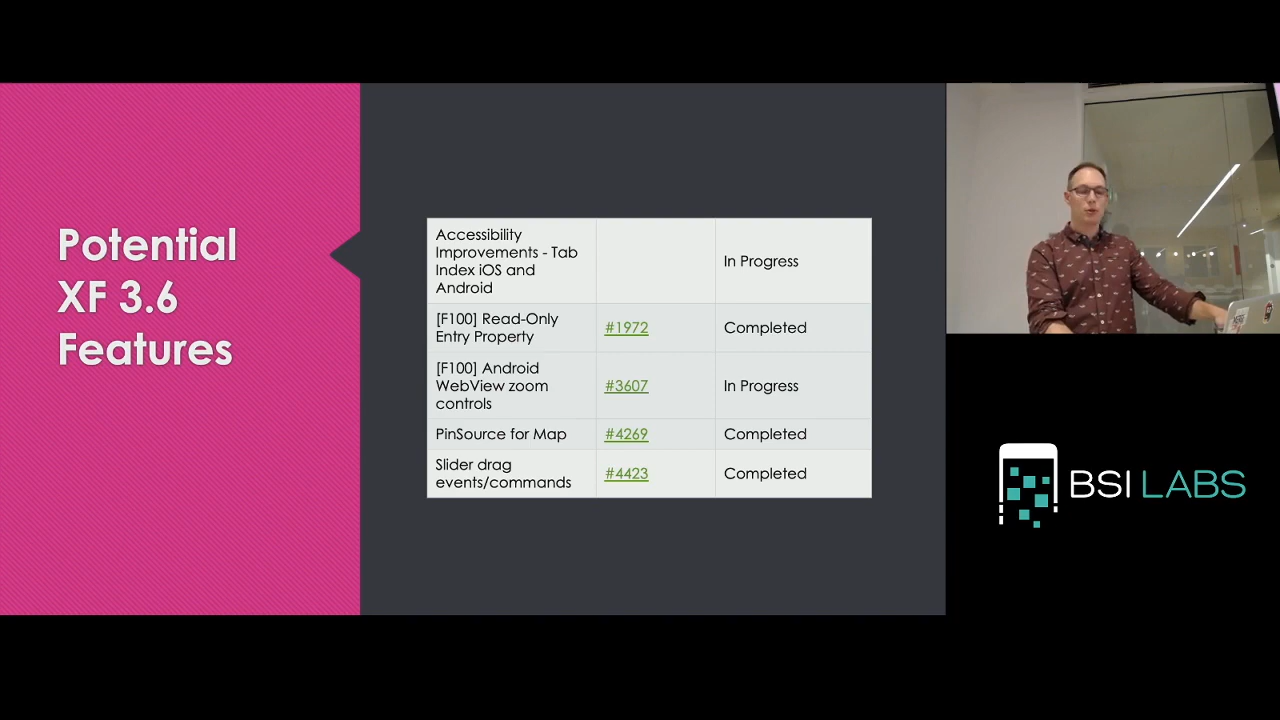 Potential
XF 3.6
Features
Accessibility
Improvements - Tab
Index iOS and
Android
In Progress
[F100] Read-Only
Entry Property
#1972
Completed
[F100] Android
WebView zoom
controls
#3607
In Progress
PinSource for Map
#4269
Completed
Slider drag
events/commands
#4423
Completed
BSI LABS